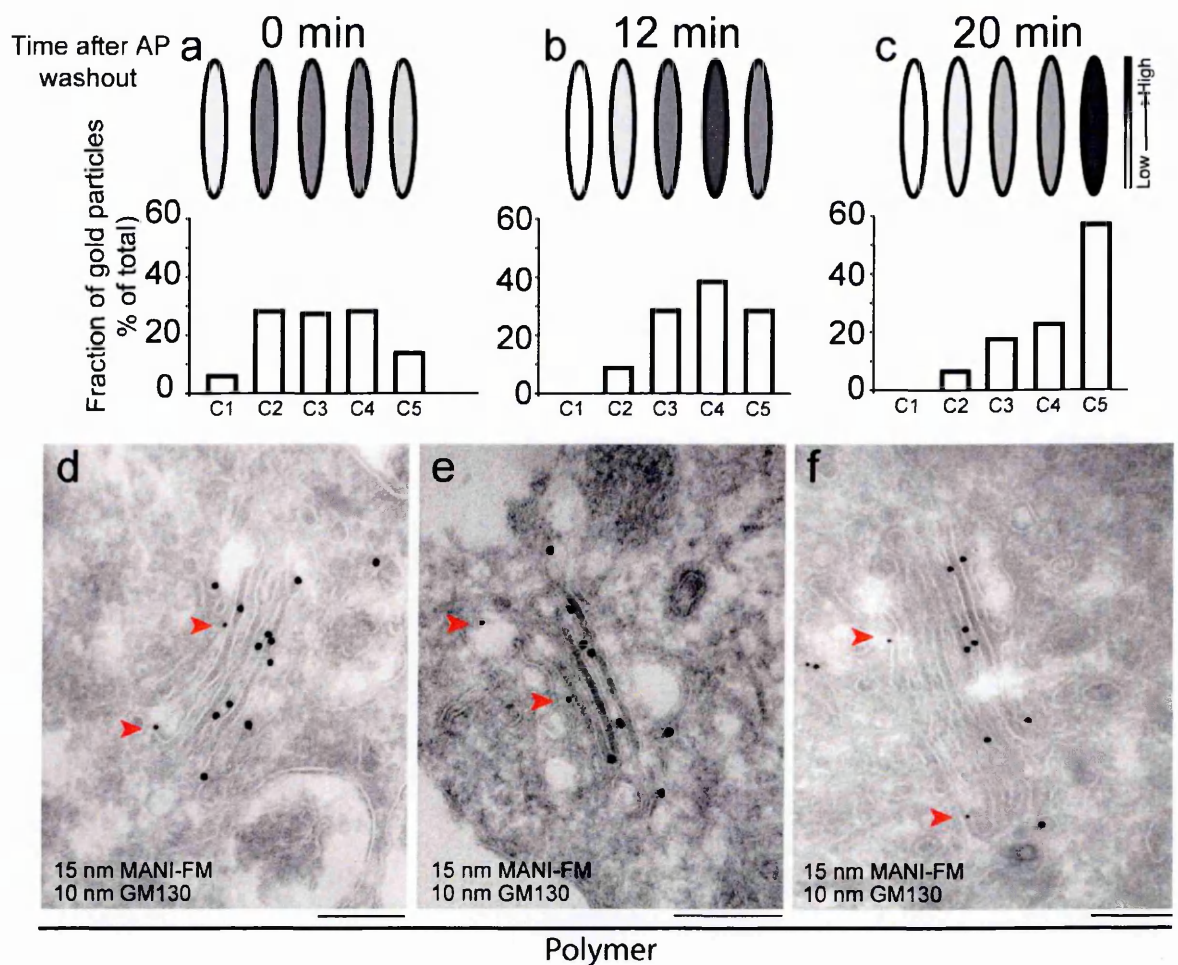 Time after AP
washout
a
0 min
b
12 min
c
20 min
Low
High
Fraction of gold particles
% of total)
60
40
20
0
C1 C2 C3 C4 C5
60
40
20
0
C1 C2 C3 C4 C5
60
40
20
0
C1 C2 C3 C4 C5
d
15 nm MANI-FM
10 nm GM130
e
15 nm MANI-FM
10 nm GM130
f
15 nm MANI-FM
10 nm GM130
Polymer